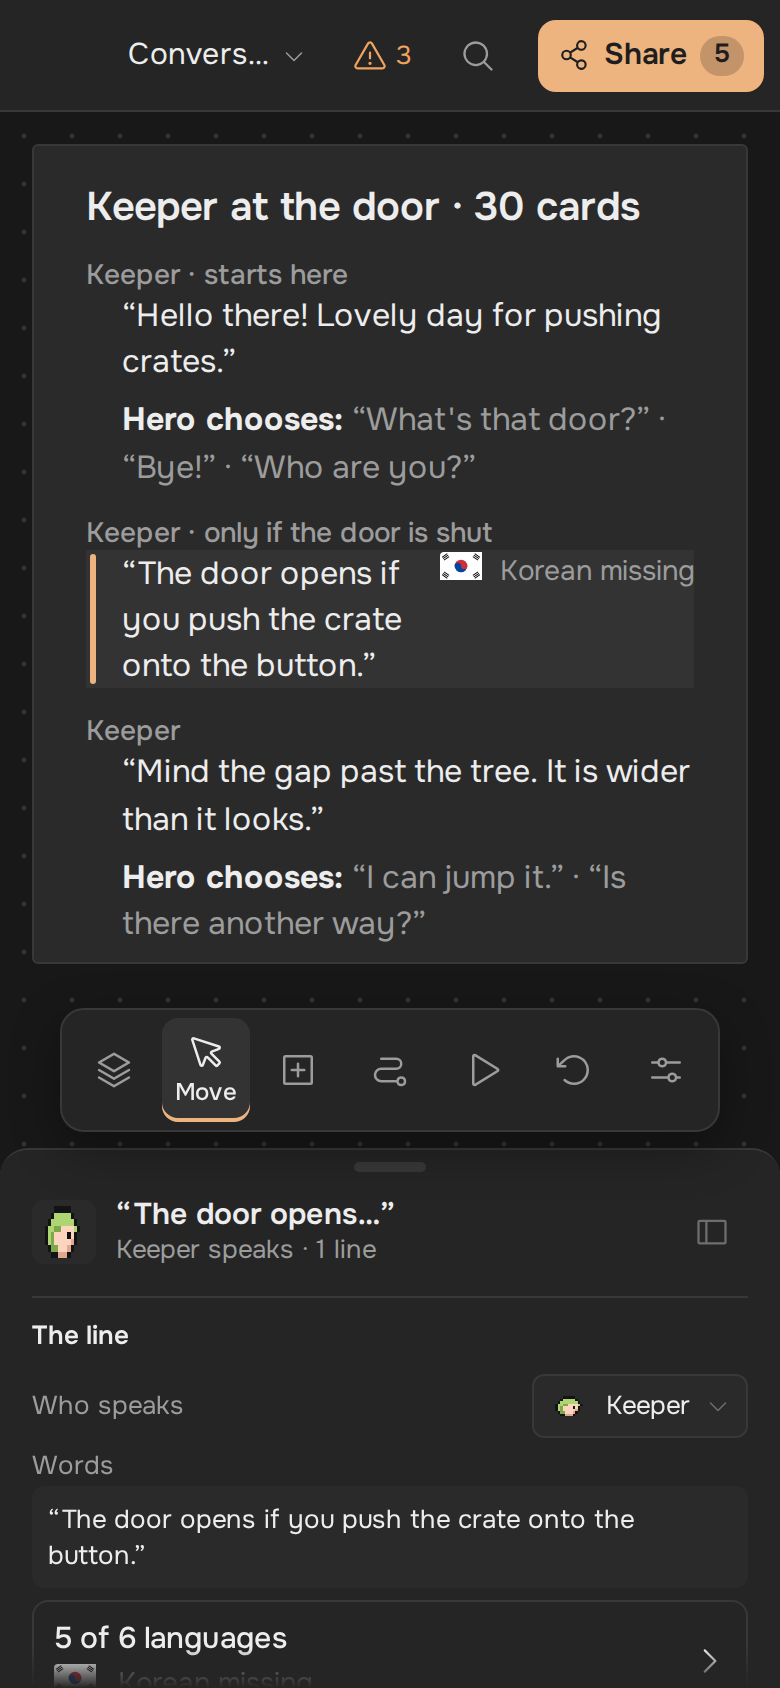 Convers...
3
Share 5
Keeper at the door · 30 cards
Keeper · starts here
“Hello there! Lovely day for pushing
crates.”
Hero chooses: “What's that door?” ·
“Bye!” · “Who are you?”
Keeper · only if the door is shut
“The door opens if
you push the crate
onto the button.”
Korean missing
Keeper
“Mind the gap past the tree. It is wider
than it looks.”
Hero chooses: “I can jump it.” · “Is
there another way?”
Move
“The door opens...”
Keeper speaks · 1 line
The line
Who speaks
Keeper
Words
“The door opens if you push the crate onto the
button.”
5 of 6 languages
Korean missing